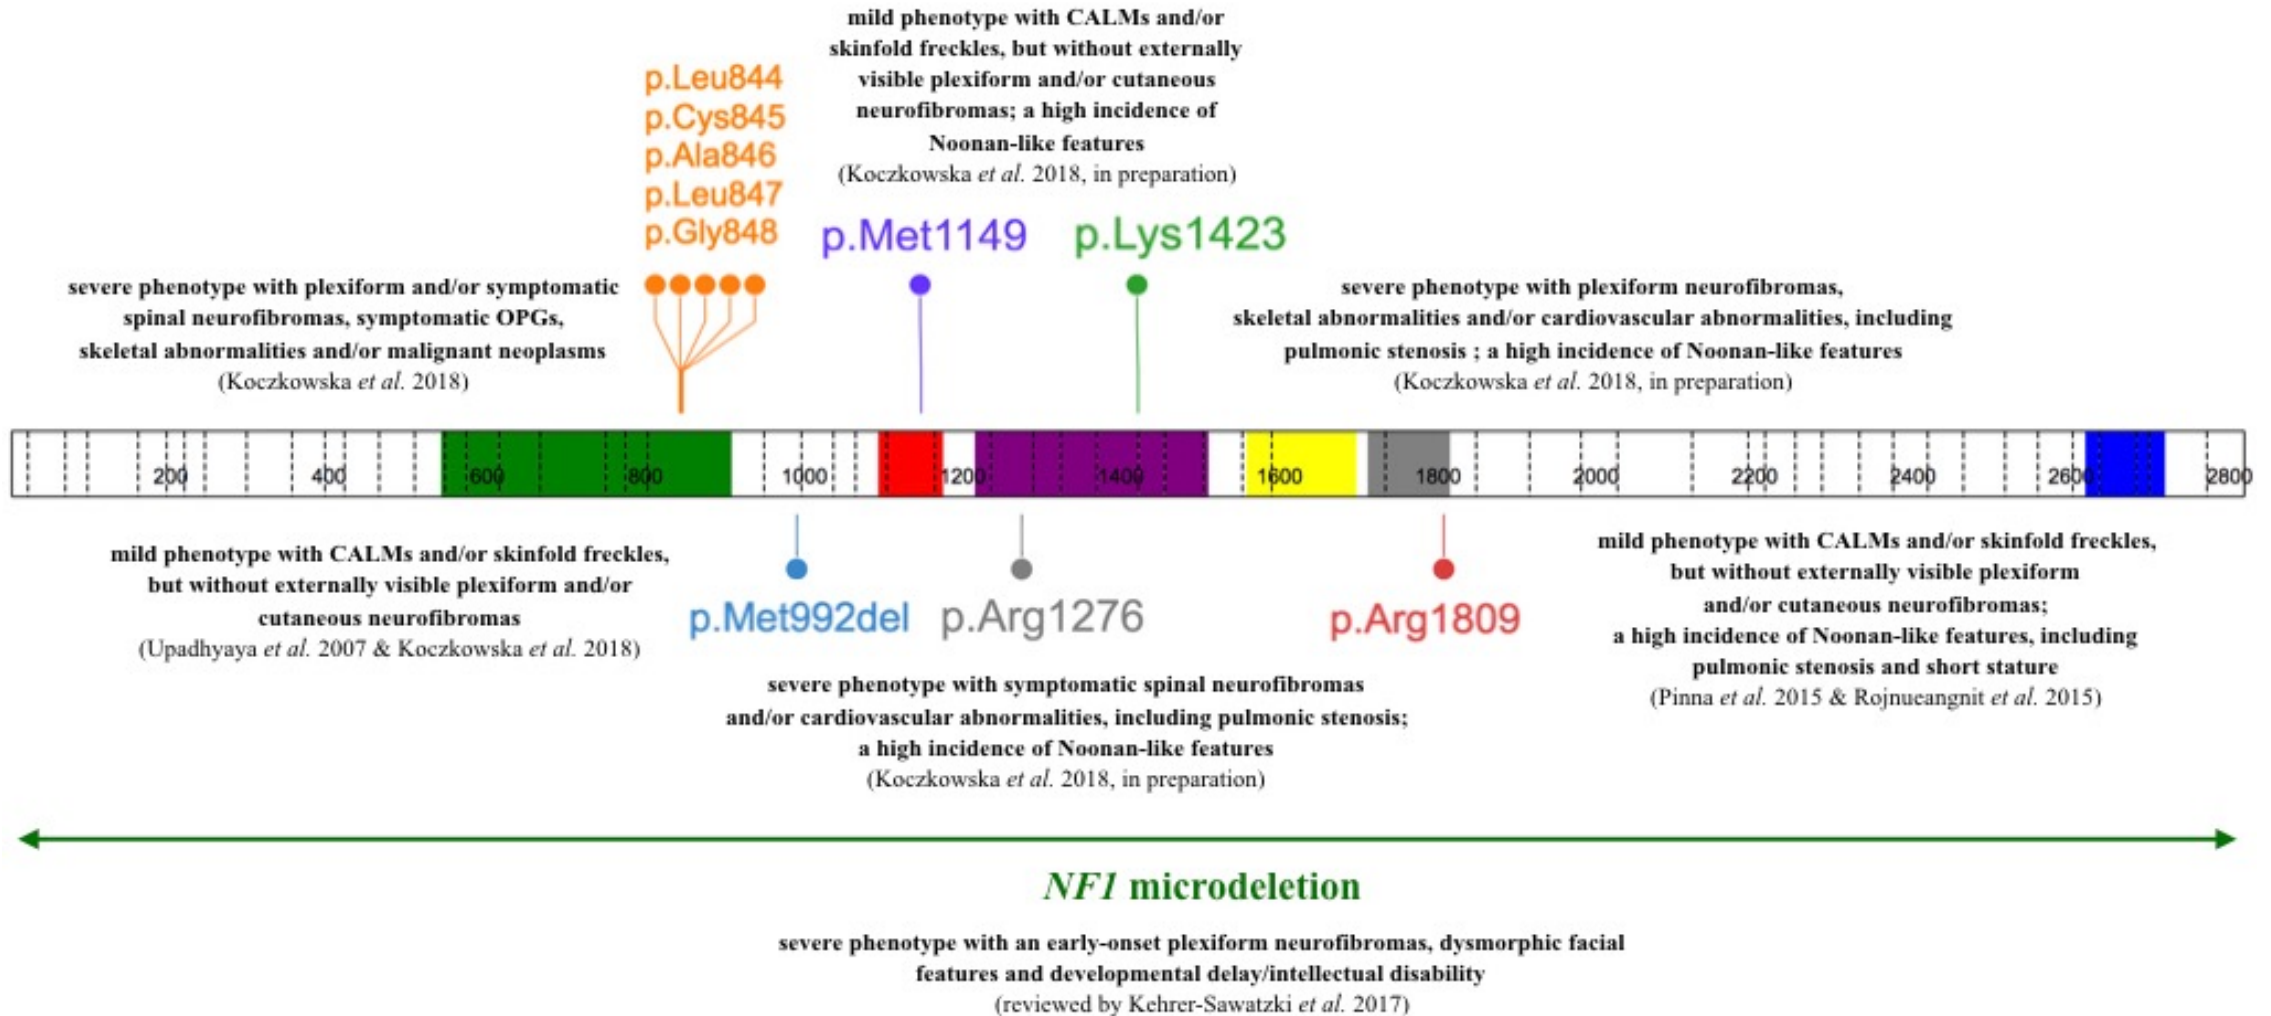 mild phenotype with CALMs and/or
skinfold freckles, but without externally
visible plexiform and/or cutaneous
neurofibromas; a high incidence of
Noonan-like features
(Koczkowska et al. 2018, in preparation)
p.Leu844
p.Cys845
p.Ala846
p.Leu847
p.Gly848
p.Met1149
p.Lys1423
severe phenotype with plexiform and/or symptomatic
spinal neurofibromas, symptomatic OPGs,
skeletal abnormalities and/or malignant neoplasms
(Koczkowska et al. 2018)
severe phenotype with plexiform neurofibromas,
skeletal abnormalities and/or cardiovascular abnormalities, including
pulmonic stenosis ; a high incidence of Noonan-like features
(Koczkowska et al. 2018, in preparation)
200 400 600 800 1000 1200 1400 1600 1800 2000 2200 2400 2600 2800
mild phenotype with CALMs and/or skinfold freckles,
but without externally visible plexiform and/or
cutaneous neurofibromas
(Upadhyaya et al. 2007 & Koczkowska et al. 2018)
p.Met992del
p.Arg1276
p.Arg1809
mild phenotype with CALMs and/or skinfold freckles,
but without externally visible plexiform
and/or cutaneous neurofibromas;
a high incidence of Noonan-like features, including
pulmonic stenosis and short stature
(Pinna et al. 2015 & Rojnueangnit et al. 2015)
severe phenotype with symptomatic spinal neurofibromas
and/or cardiovascular abnormalities, including pulmonic stenosis;
a high incidence of Noonan-like features
(Koczkowska et al. 2018, in preparation)
NF1 microdeletion
severe phenotype with an early-onset plexiform neurofibromas, dysmorphic facial
features and developmental delay/intellectual disability
(reviewed by Kehrer-Sawatzki et al. 2017)